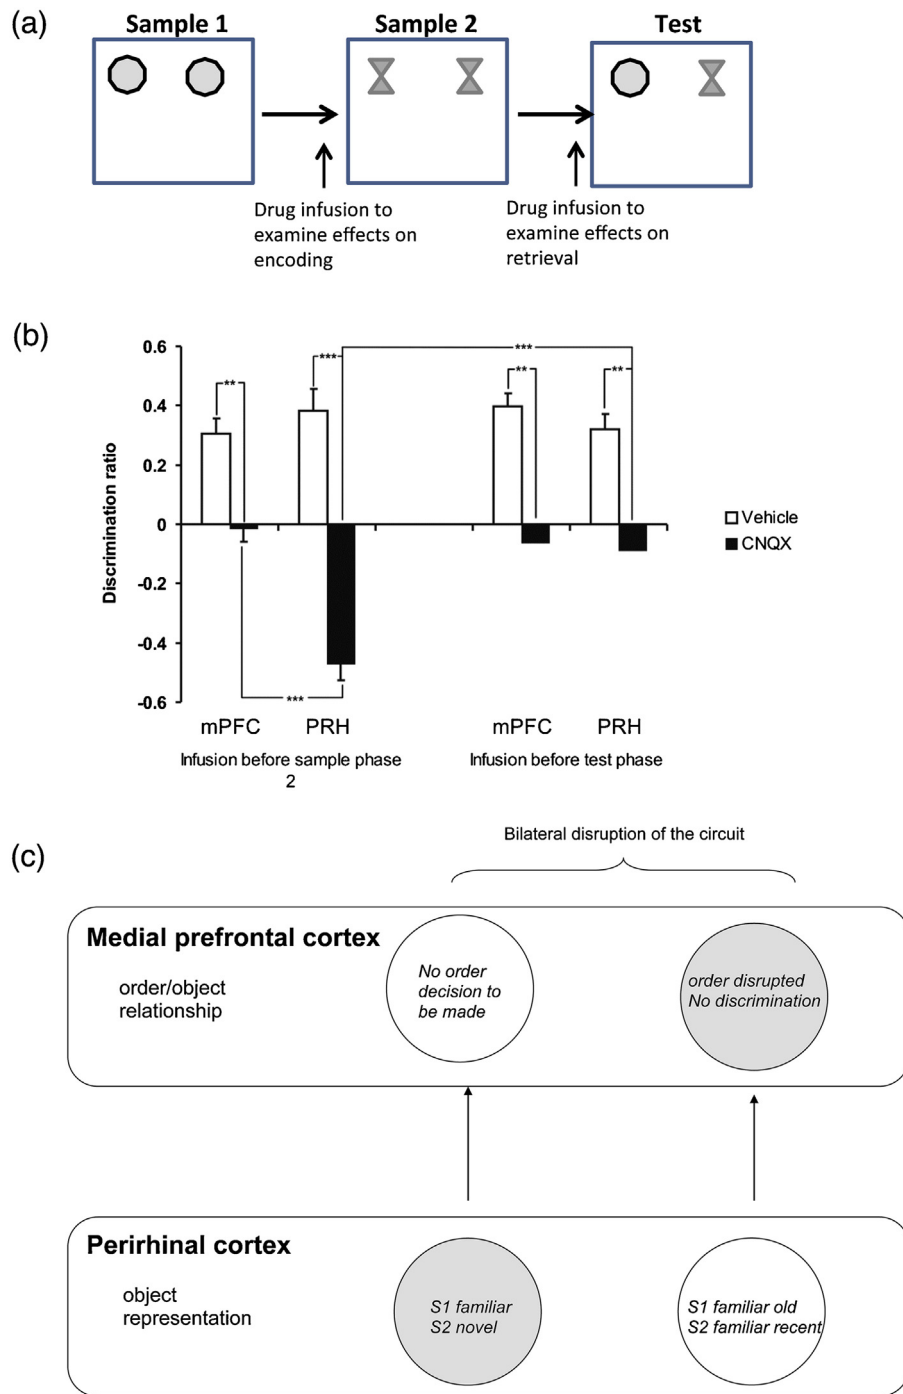 (a)
Sample 1
Sample 2
Test
Drug infusion to
examine effects on
encoding
Drug infusion to
examine effects on
retrieval
(b)
Discrimination ratio
0.6
0.4
0.2
0
-0.2
-0.4
-0.6
**
***
***
**
**
***
Vehicle
CNQX
mPFC
PRH
mPFC
PRH
Infusion before sample phase
2
Infusion before test phase
(c)
Bilateral disruption of the circuit
Medial prefrontal cortex
order/object
relationship
No order
decision to
be made
order disrupted
No discrimination
Perirhinal cortex
object
representation
S1 familiar
S2 novel
S1 familiar old
S2 familiar recent